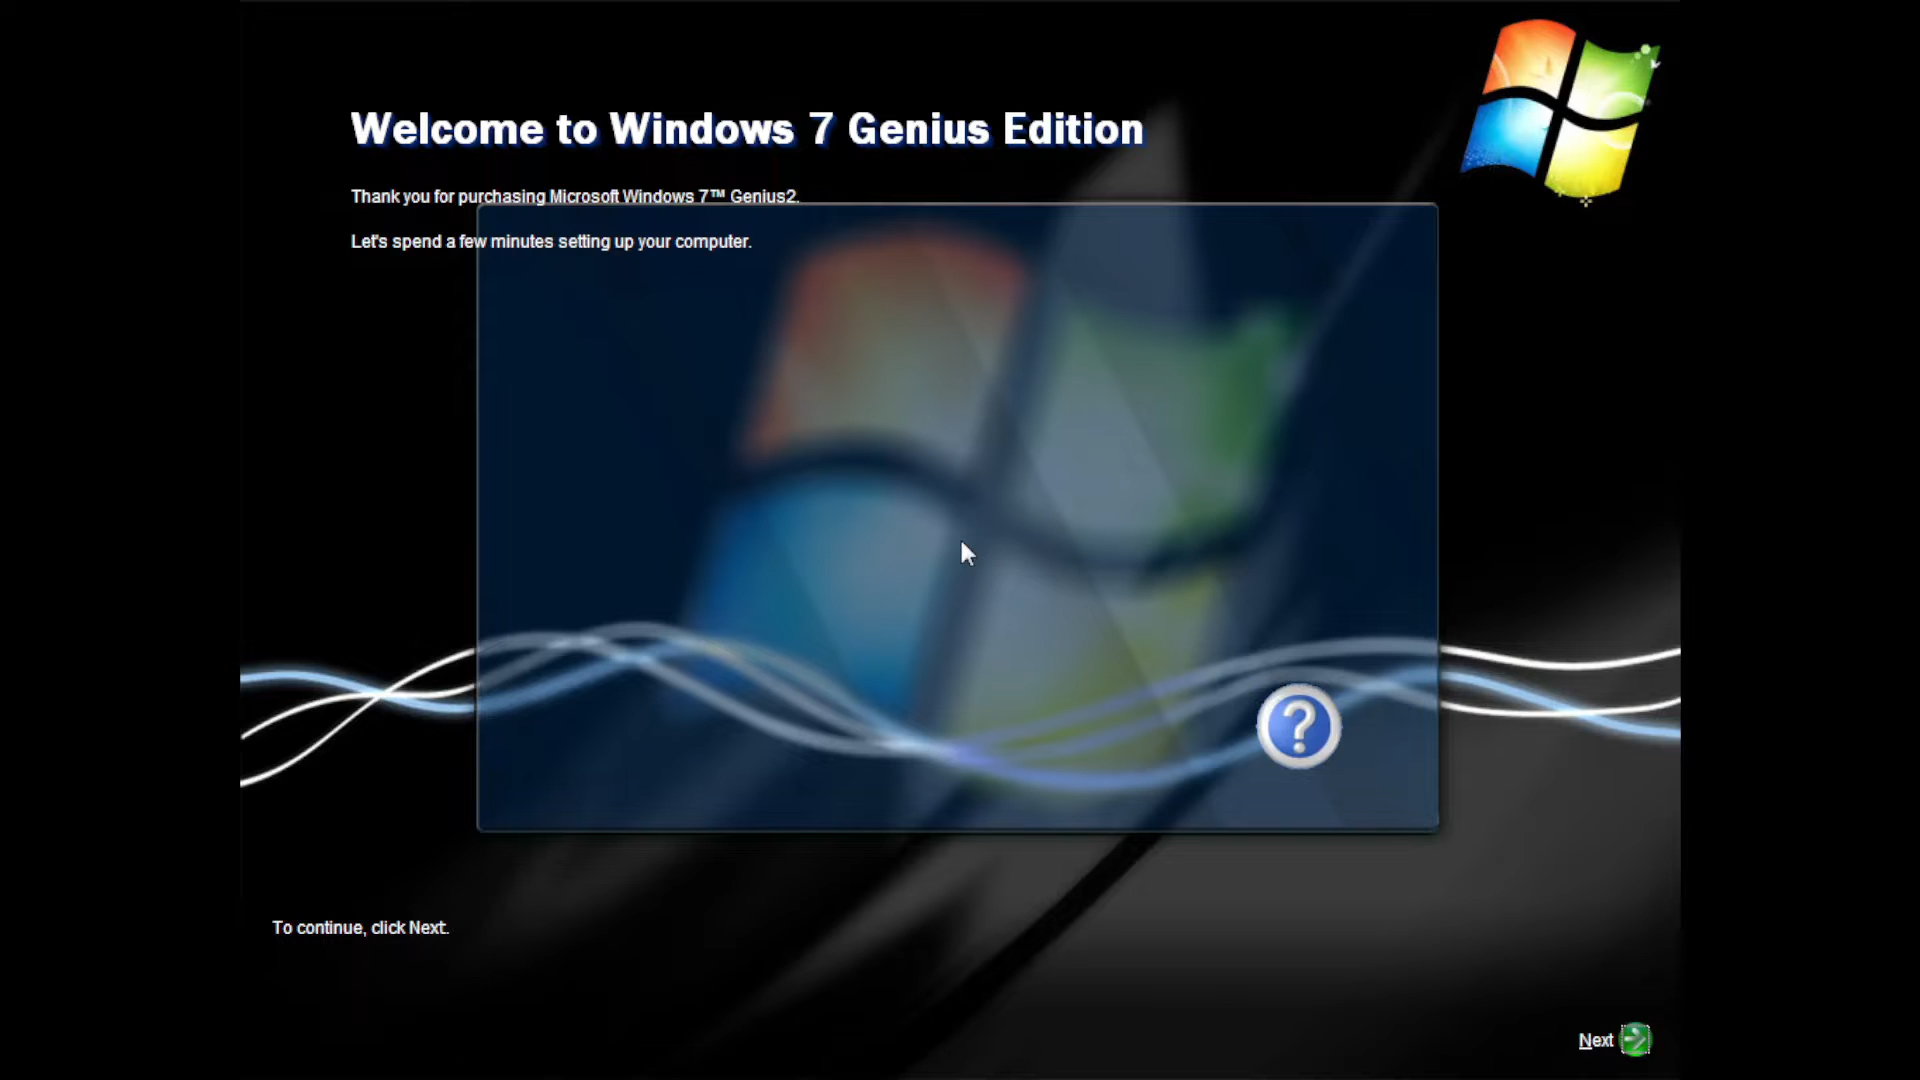 Welcome to Windows 7 Genius Edition
Thank you for purchasing Microsoft Windows 7™ Genius2.
Let's spend a few minutes setting up your computer.
To continue, click Next.
Next